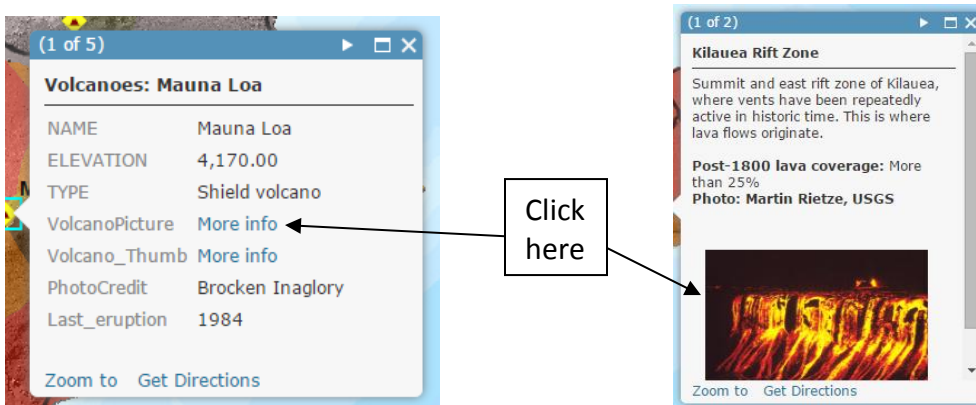 (1 of 5)
Volcanoes: Mauna Loa
NAME Mauna Loa
ELEVATION 4,170.00
TYPE Shield volcano
VolcanoPicture More info
Volcano_Thumb More info
PhotoCredit Brocken Inaglory
Last_eruption 1984
Zoom to Get Directions
Click
here
(1 of 2)
Kilauea Rift Zone
Summit and east rift zone of Kilauea,
where vents have been repeatedly
active in historic time. This is where
lava flows originate.
Post-1800 lava coverage: More
than 25%
Photo: Martin Rietze, USGS
Zoom to Get Directions